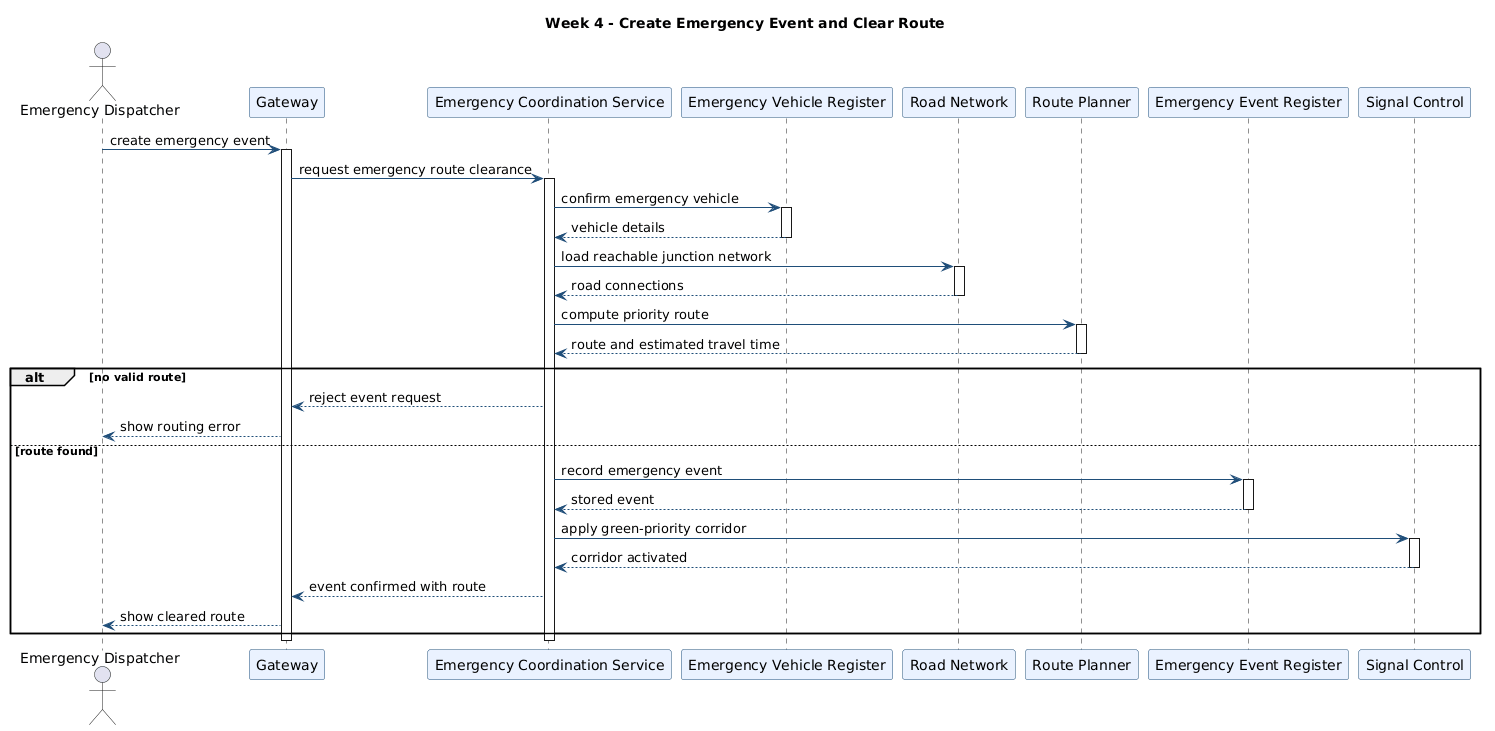 Week 4 - Create Emergency Event and Clear Route
Emergency Dispatcher
Gateway
Emergency Coordination Service
Emergency Vehicle Register
Road Network
Route Planner
Emergency Event Register
Signal Control
create emergency event
request emergency route clearance
confirm emergency vehicle
vehicle details
load reachable junction network
road connections
compute priority route
route and estimated travel time
alt
[no valid route]
reject event request
show routing error
[route found]
record emergency event
stored event
apply green-priority corridor
corridor activated
event confirmed with route
show cleared route
Emergency Dispatcher
Gateway
Emergency Coordination Service
Emergency Vehicle Register
Road Network
Route Planner
Emergency Event Register
Signal Control